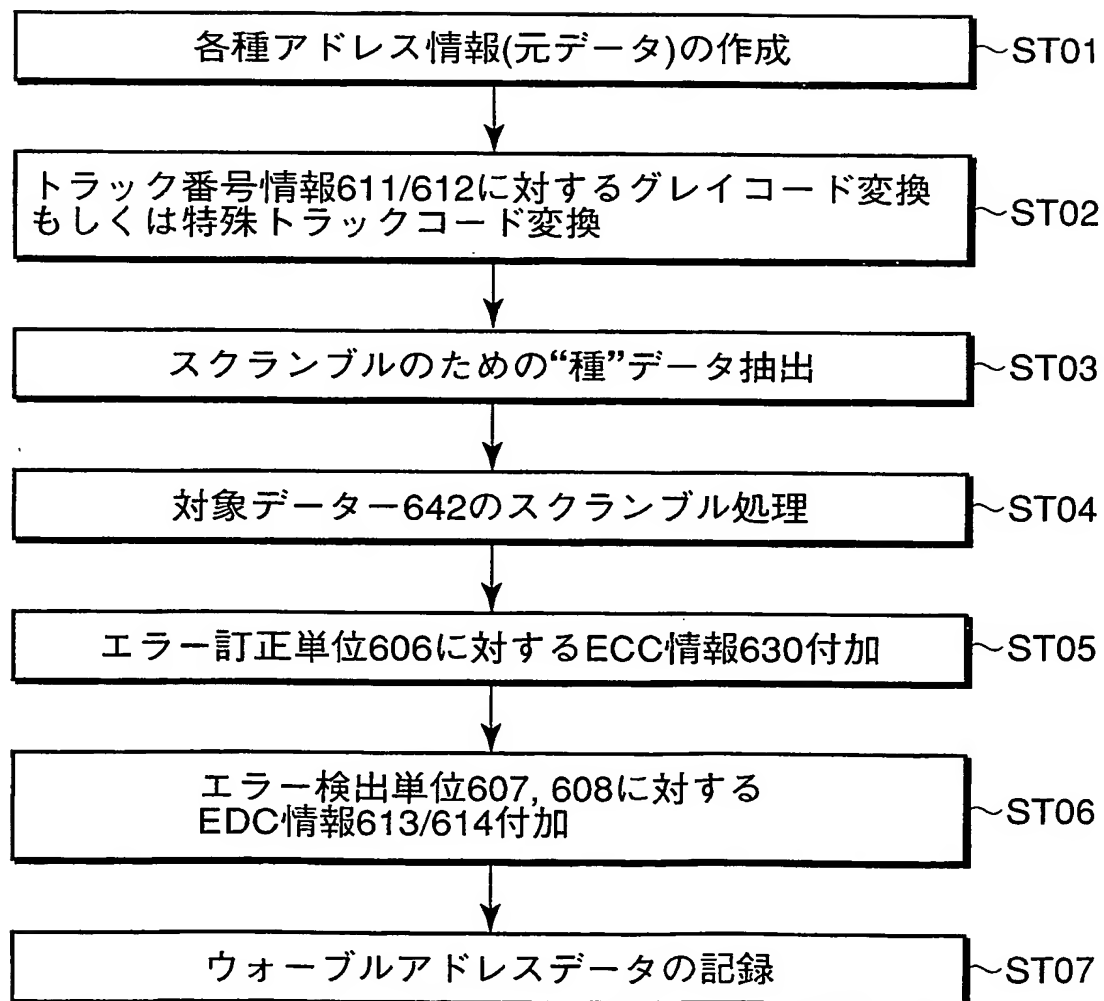 各種アドレス情報(元データ)の作成 ~ST01
トラック番号情報611/612に対するグレイコード変換
もしくは特殊トラックコード変換 ~ST02
スクランブルのための“種”データ抽出 ~ST03
対象データー642のスクランブル処理 ~ST04
エラー訂正単位606に対するECC情報630付加 ~ST05
エラー検出単位607, 608に対する
EDC情報613/614付加 ~ST06
ウォーブルアドレスデータの記録 ~ST07